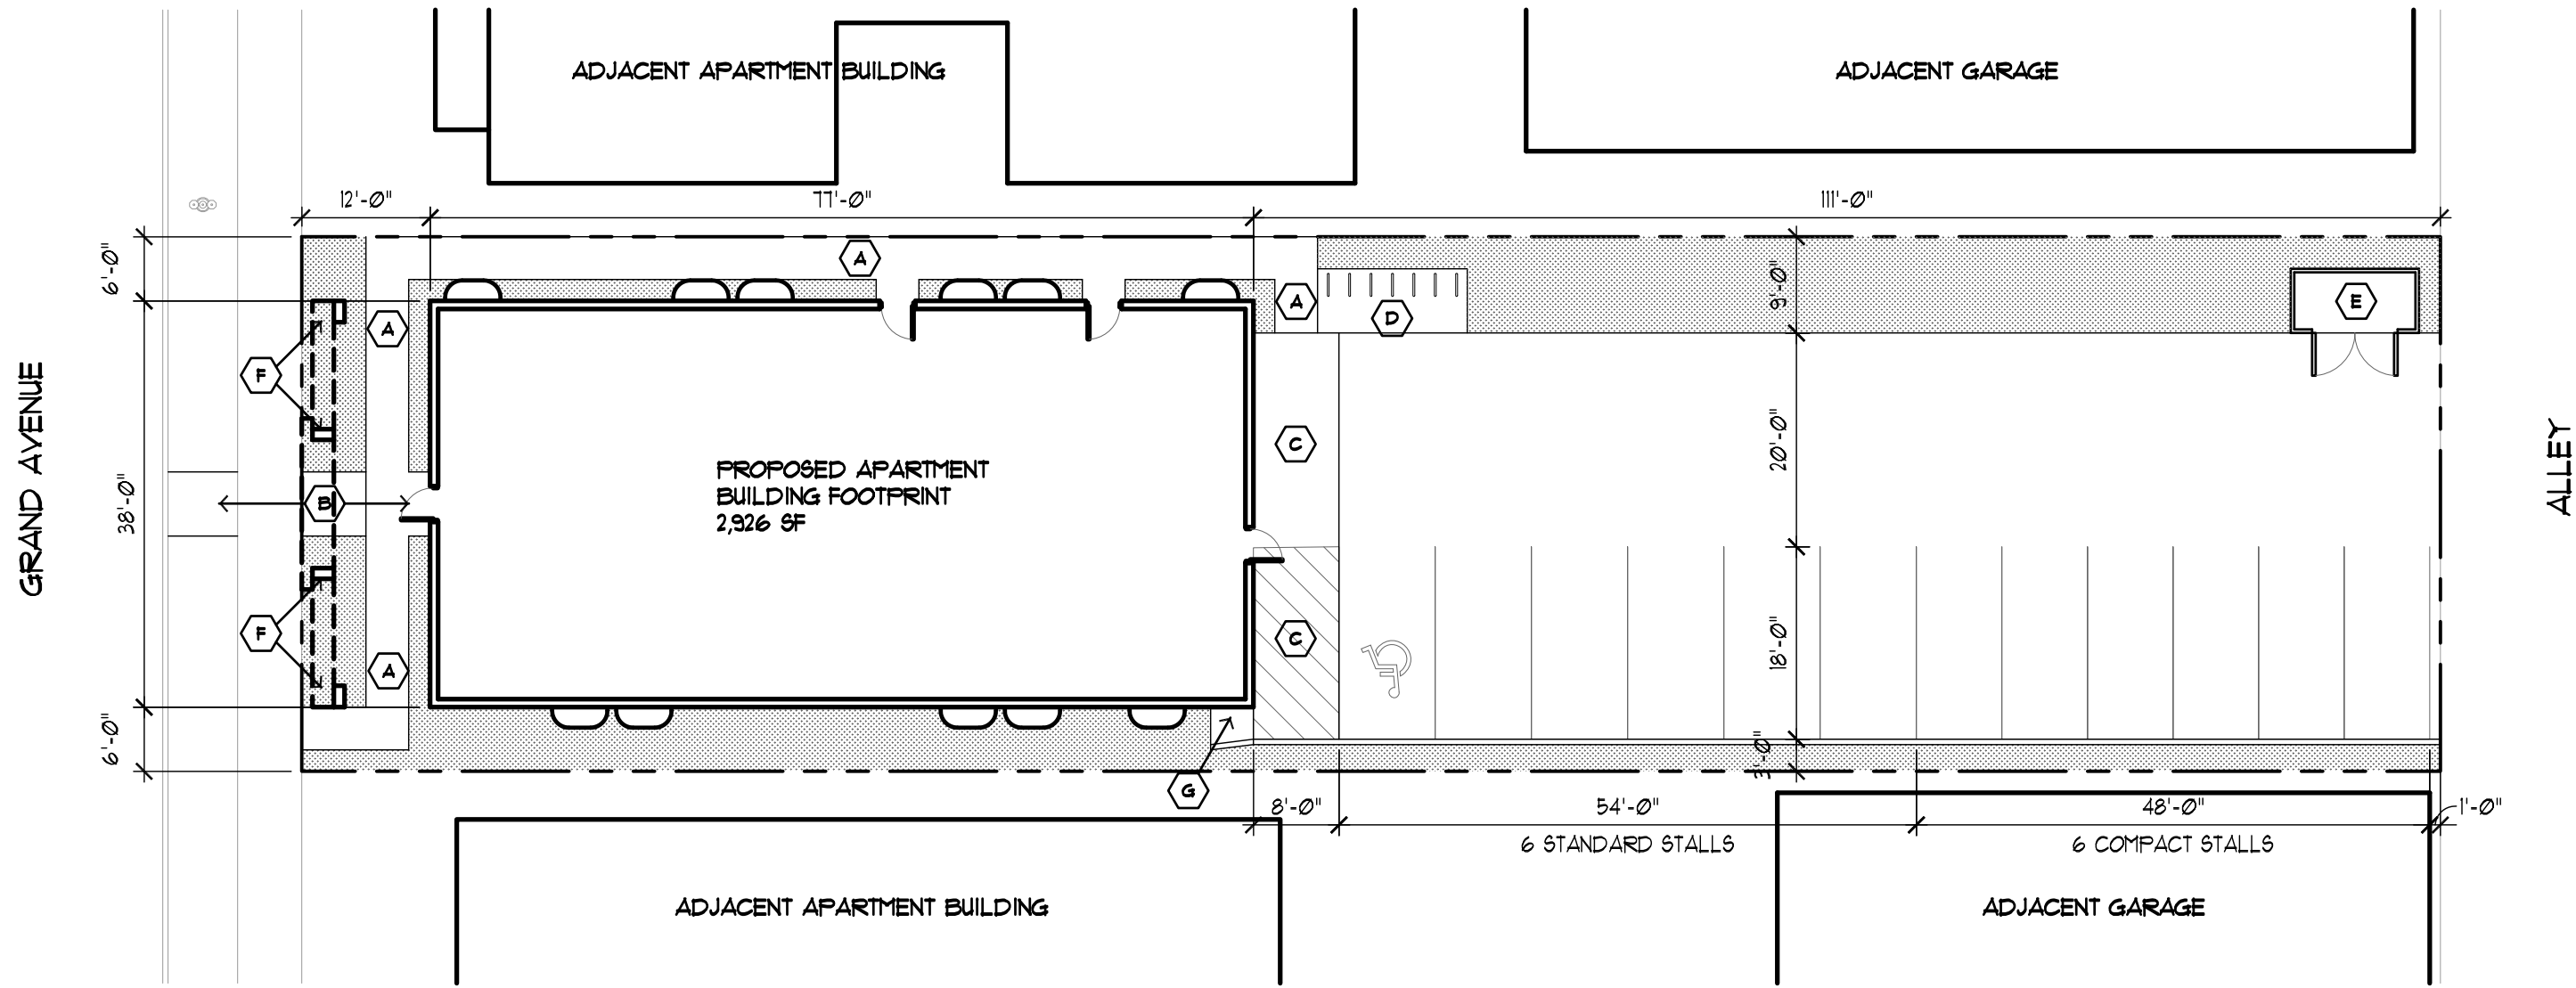 ADJACENT APARTMENT BUILDING
ADJACENT GARAGE
12'-0"
77'-0"
111'-0"
6'-0"
A
9'-0"
A
D
E
A
F
GRAND AVENUE
38'-0"
B
PROPOSED APARTMENT
BUILDING FOOTPRINT
2,926 SF
C
20'-0"
ALLEY
F
A
C
18'-0"
6'-0"
3'-0"
G
8'-0"
54'-0"
48'-0"
1'-0"
6 STANDARD STALLS
6 COMPACT STALLS
ADJACENT APARTMENT BUILDING
ADJACENT GARAGE